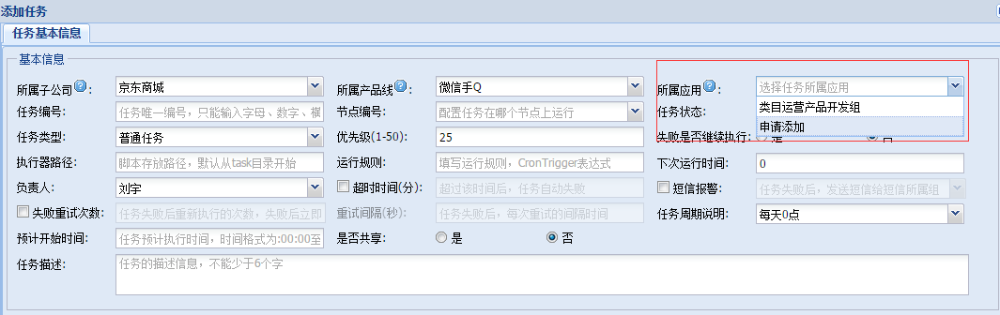 添加任务
任务基本信息
基本信息
所属子公司 ? : 京东商城 所属产品线 ? : 微信手Q 所属应用 ? : 选择任务所属应用
类目运营产品开发组
申请添加
任务编号: 任务唯一编号，只能输入字母、数字、横 节点编号: 配置任务在哪个节点上运行 任务状态:
任务类型: 普通任务 优先级(1-50): 25 失败是否继续执行:
执行器路径: 脚本存放路径，默认从task目录开始 运行规则: 填写运行规则，CronTrigger表达式 下次运行时间: 0
负责人: 刘宇 超时时间(分): 超过该时间后，任务自动失败 短信报警: 任务失败后，发送短信给短信所属组
失败重试次数: 任务失败后重新执行的次数，失败后立即 重试间隔(秒): 任务失败后，每次重试的间隔时间 任务周期说明: 每天0点
预计开始时间: 任务预计执行时间，时间格式为:00:00至 是否共享: 是 否
任务描述: 任务的描述信息，不能少于6个字